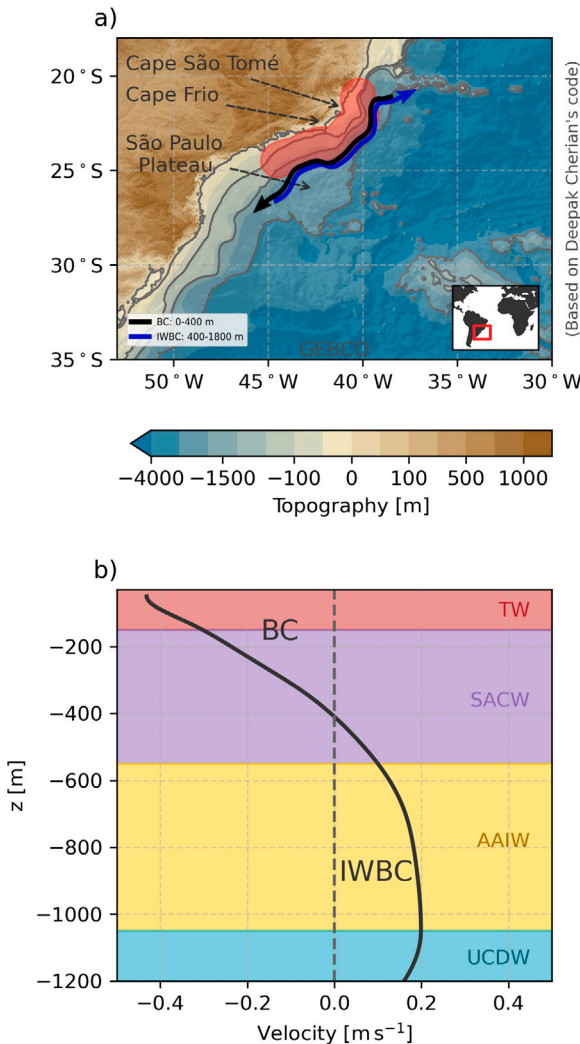 a)
20°S
25°S
30°S
35°S
Cape São Tomé
Cape Frio
São Paulo
Plateau
BC: 0-400 m
IWBC: 400-1800 m
GEBCO
(Based on Deepak Cherian's code)
50°W
45°W
40°W
35°W
30°W
−4000
−1500
−100
0
100
500
1000
Topography [m]
b)
TW
BC
−200
SACW
−400
−600
z [m]
AAIW
−800
IWBC
−1000
UCDW
−1200
−0.4
−0.2
0.0
0.2
0.4
Velocity [m s⁻¹]